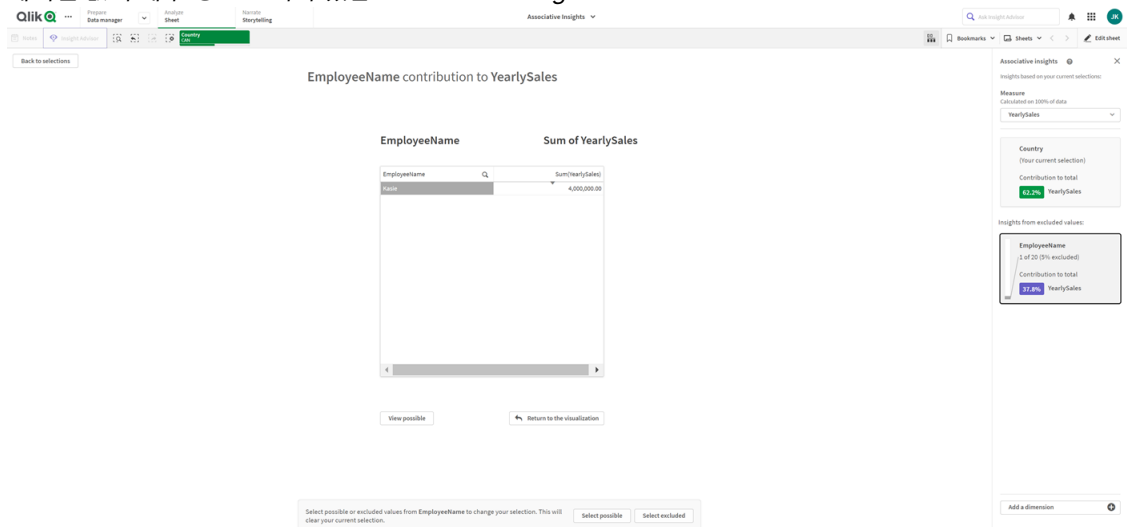 Qlik
Prepare
Data manager
Analyze
Sheet
Narrate
Storytelling
Associative Insights
Ask Insight Advisor
JK
Notes
Insight Advisor
Country
CAN
Bookmarks
Sheets
Edit sheet
Back to selections
EmployeeName contribution to YearlySales
EmployeeName
Sum of YearlySales
EmployeeName
Sum(YearlySales)
Kasie
4,000,000.00
View possible
Return to the visualization
Select possible or excluded values from EmployeeName to change your selection. This will
clear your current selection.
Select possible
Select excluded
Associative insights
Insights based on your current selections:
Measure
Calculated on 100% of data
YearlySales
Country
(Your current selection)
Contribution to total
62.2% YearlySales
Insights from excluded values:
EmployeeName
1 of 20 (5% excluded)
Contribution to total
37.8% YearlySales
Add a dimension